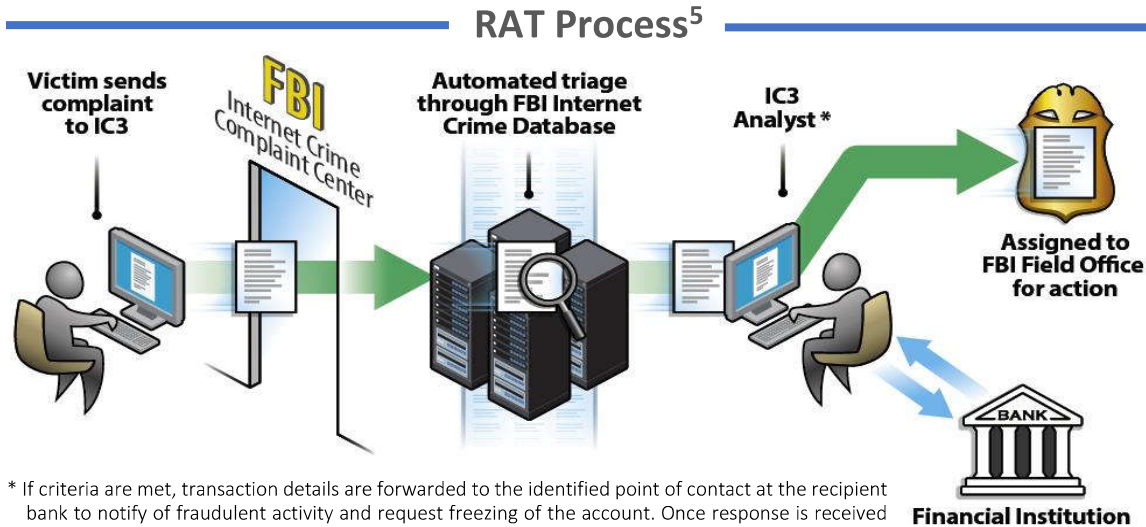 RAT Process⁵
Victim sends
complaint
to IC3
FBI
Internet Crime
Complaint Center
Automated triage
through FBI Internet
Crime Database
IC3
Analyst *
Assigned to
FBI Field Office
for action
BANK
Financial Institution
* If criteria are met, transaction details are forwarded to the identified point of contact at the recipient
bank to notify of fraudulent activity and request freezing of the account. Once response is received